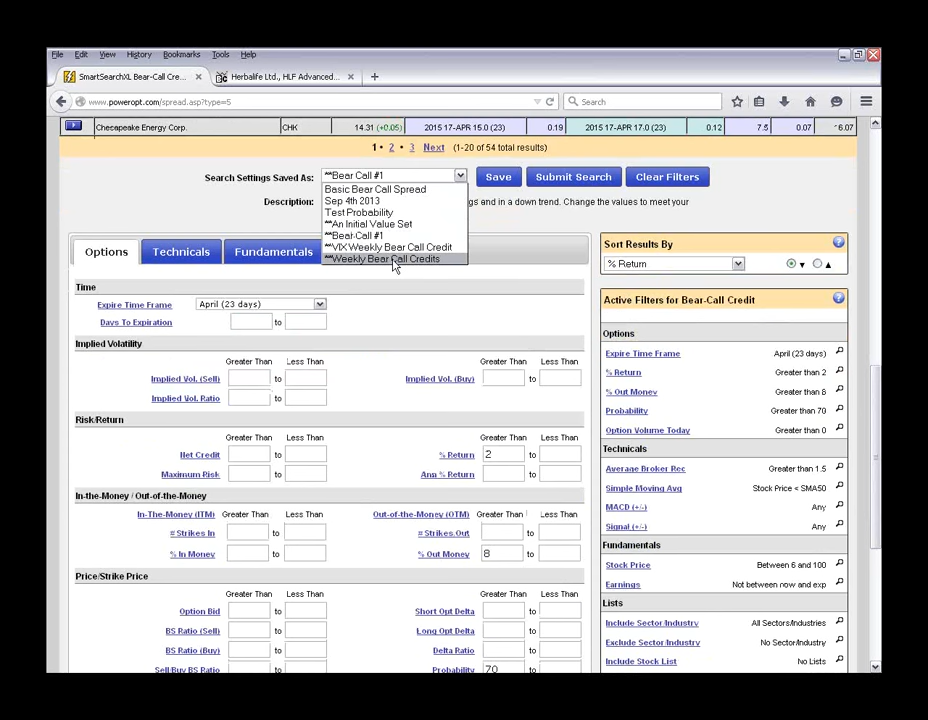 File Edit View History Bookmarks Tools Help
SmartSearchXL Bear-Call Cre... × Herbalife Ltd., HLF Advanced... × +
www.poweropt.com/spread.asp?type=5 Search
Chesapeake Energy Corp. CHK 14.31 (+0.05) 2015 17-APR 15.0 (23) 0.19 2015 17-APR 17.0 (23) 0.12 7.5 0.07 16.07
1 • 2 • 3 Next (1-20 of 54 total results)
Search Settings Saved As: **Bear Call #1 Save Submit Search Clear Filters
Basic Bear Call Spread
Description: Sep 4th 2013 gs and in a down trend. Change the values to meet your
Test Probability
**An Initial Value Set
**Bear Call #1
**VIX Weekly Bear Call Credit
**Weekly Bear Call Credits
Options Technicals Fundamentals
Sort Results By ?
% Return
Time
Expire Time Frame April (23 days)
Days To Expiration to
Implied Volatility
Greater Than Less Than Greater Than Less Than
Implied Vol. (Sell) to Implied Vol. (Buy) to
Implied Vol. Ratio to
Risk/Return
Greater Than Less Than Greater Than Less Than
Net Credit to % Return 2 to
Maximum Risk to Ann % Return to
In-the-Money / Out-of-the-Money
In-The-Money (ITM) Greater Than Less Than Out-of-the-Money (OTM) Greater Than Less Than
# Strikes In to # Strikes Out to
% In Money to % Out Money 8 to
Price/Strike Price
Greater Than Less Than Greater Than Less Than
Option Bid to Short Opt Delta to
BS Ratio (Sell) to Long Opt Delta to
BS Ratio (Buy) to Delta Ratio to
Sell/Buy BS Ratio to Probability 70 to
Active Filters for Bear-Call Credit ?
Options
Expire Time Frame April (23 days)
% Return Greater than 2
% Out Money Greater than 8
Probability Greater than 70
Option Volume Today Greater than 0
Technicals
Average Broker Rec Greater than 1.5
Simple Moving Avg Stock Price < SMA50
MACD (+/-) Any
Signal (+/-) Any
Fundamentals
Stock Price Between 6 and 100
Earnings Not between now and exp
Lists
Include Sector/Industry All Sectors/Industries
Exclude Sector/Industry No Sector/Industry
Include Stock List No Lists